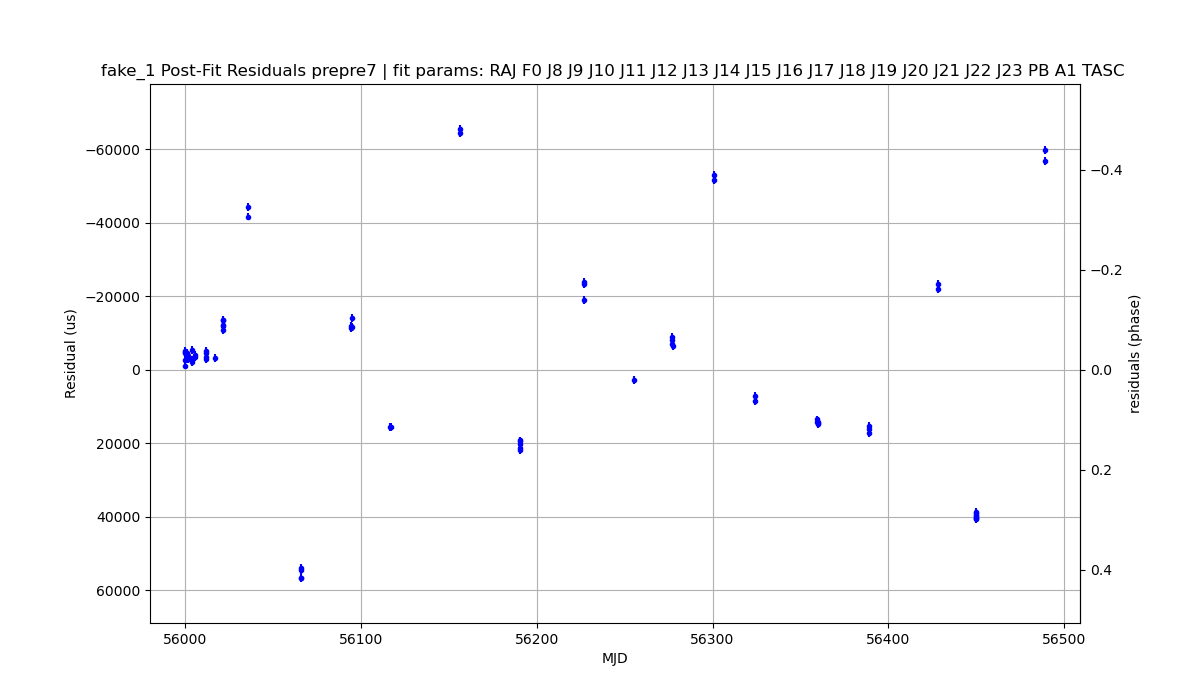 fake_1 Post-Fit Residuals prepre7 | fit params: RAJ F0 J8 J9 J10 J11 J12 J13 J14 J15 J16 J17 J18 J19 J20 J21 J22 J23 PB A1 TASC
−60000
−40000
−20000
0
20000
40000
60000
Residual (us)
−0.4
−0.2
0.0
0.2
0.4
residuals (phase)
56000 56100 56200 56300 56400 56500
MJD